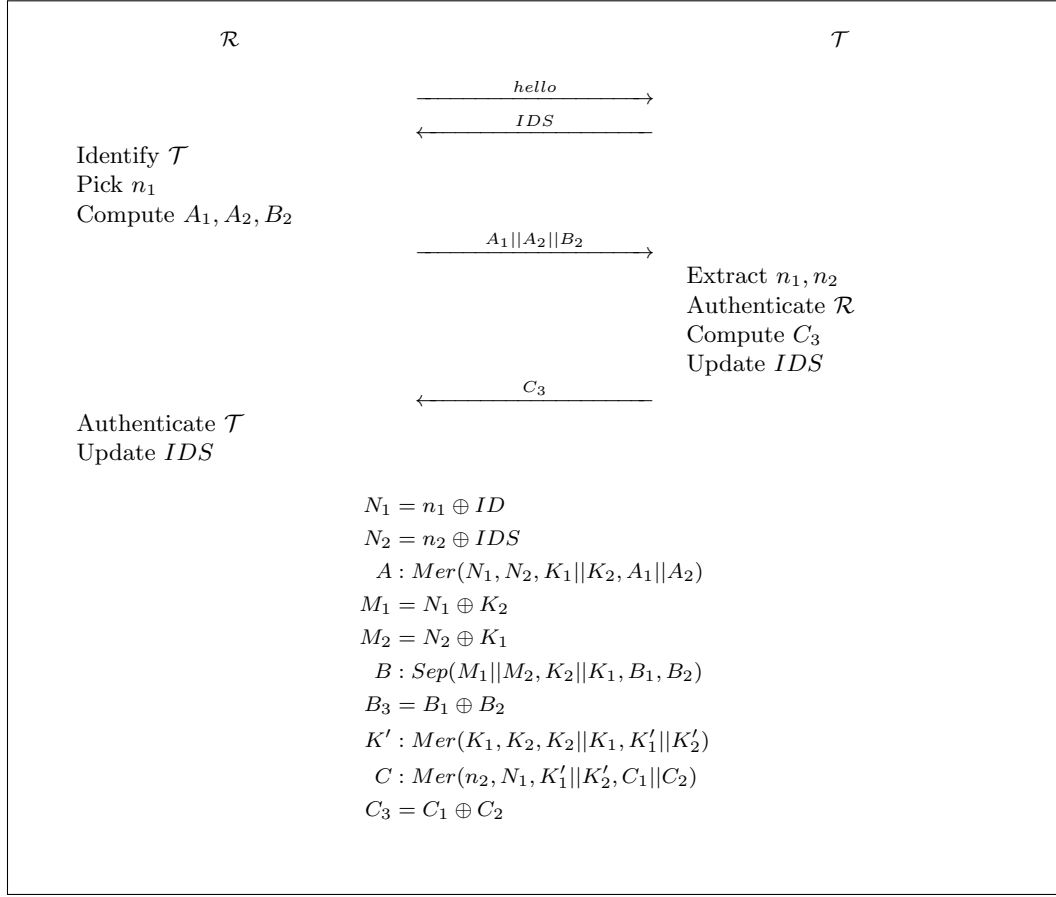 ℛ 𝒯
hello
IDS
Identify 𝒯
Pick n₁
Compute A₁, A₂, B₂
A₁||A₂||B₂
Extract n₁, n₂
Authenticate ℛ
Compute C₃
Update IDS
C₃
Authenticate 𝒯
Update IDS
N₁ = n₁ ⊕ ID
N₂ = n₂ ⊕ IDS
A : Mer(N₁, N₂, K₁||K₂, A₁||A₂)
M₁ = N₁ ⊕ K₂
M₂ = N₂ ⊕ K₁
B : Sep(M₁||M₂, K₂||K₁, B₁, B₂)
B₃ = B₁ ⊕ B₂
K′ : Mer(K₁, K₂, K₂||K₁, K′₁||K′₂)
C : Mer(n₂, N₁, K′₁||K′₂, C₁||C₂)
C₃ = C₁ ⊕ C₂